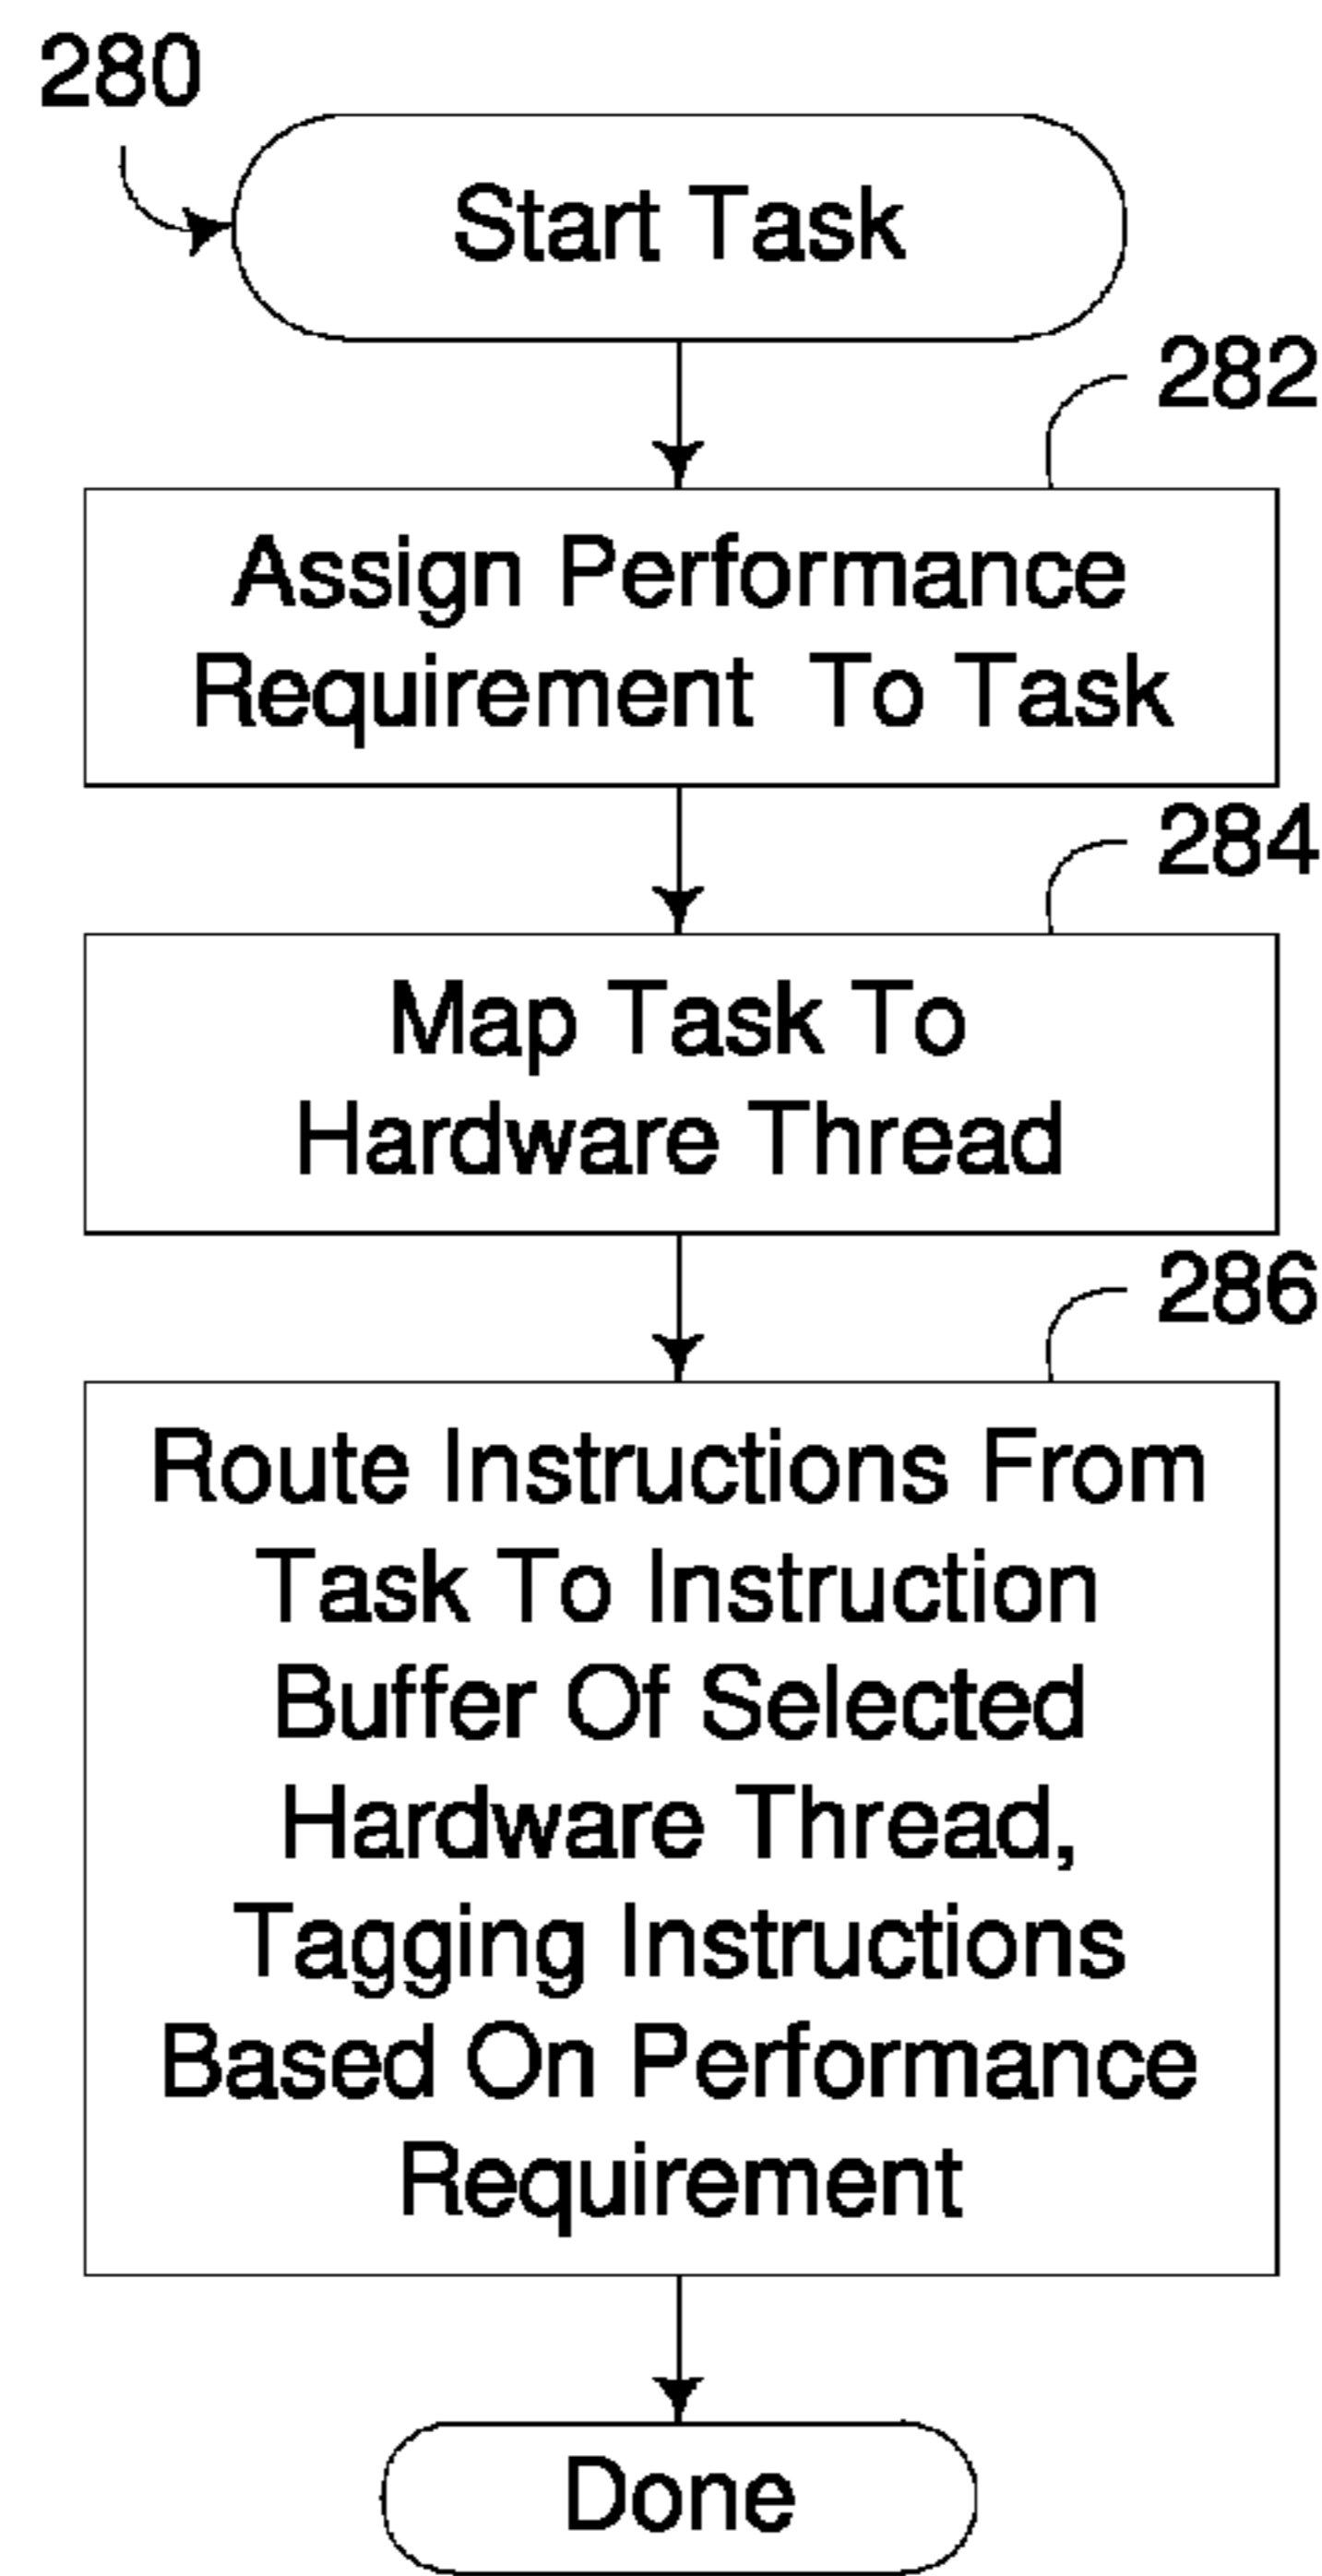 280
Start Task
282
Assign Performance
Requirement To Task
284
Map Task To
Hardware Thread
286
Route Instructions From
Task To Instruction
Buffer Of Selected
Hardware Thread,
Tagging Instructions
Based On Performance
Requirement
Done